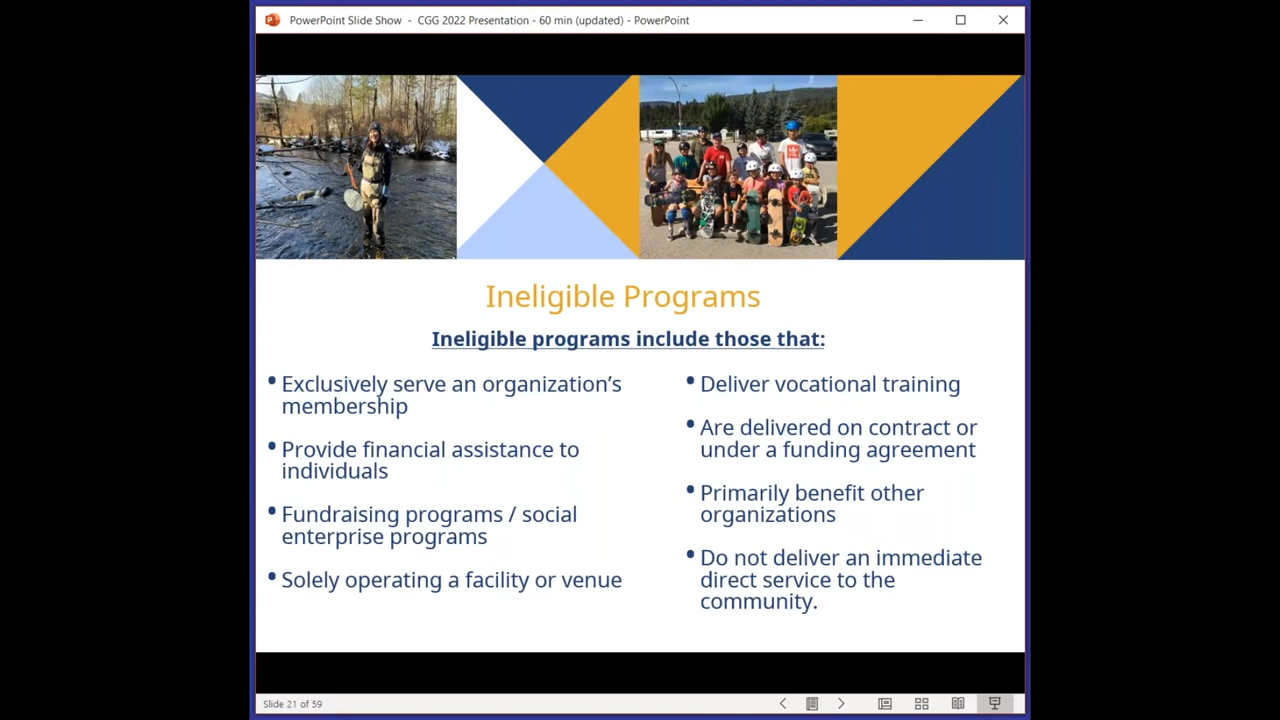 PowerPoint Slide Show - CGG 2022 Presentation - 60 min (updated) - PowerPoint
Ineligible Programs
Ineligible programs include those that:
• Exclusively serve an organization’s
membership
• Provide financial assistance to
individuals
• Fundraising programs / social
enterprise programs
• Solely operating a facility or venue
• Deliver vocational training
• Are delivered on contract or
under a funding agreement
• Primarily benefit other
organizations
• Do not deliver an immediate
direct service to the
community.
Slide 21 of 59